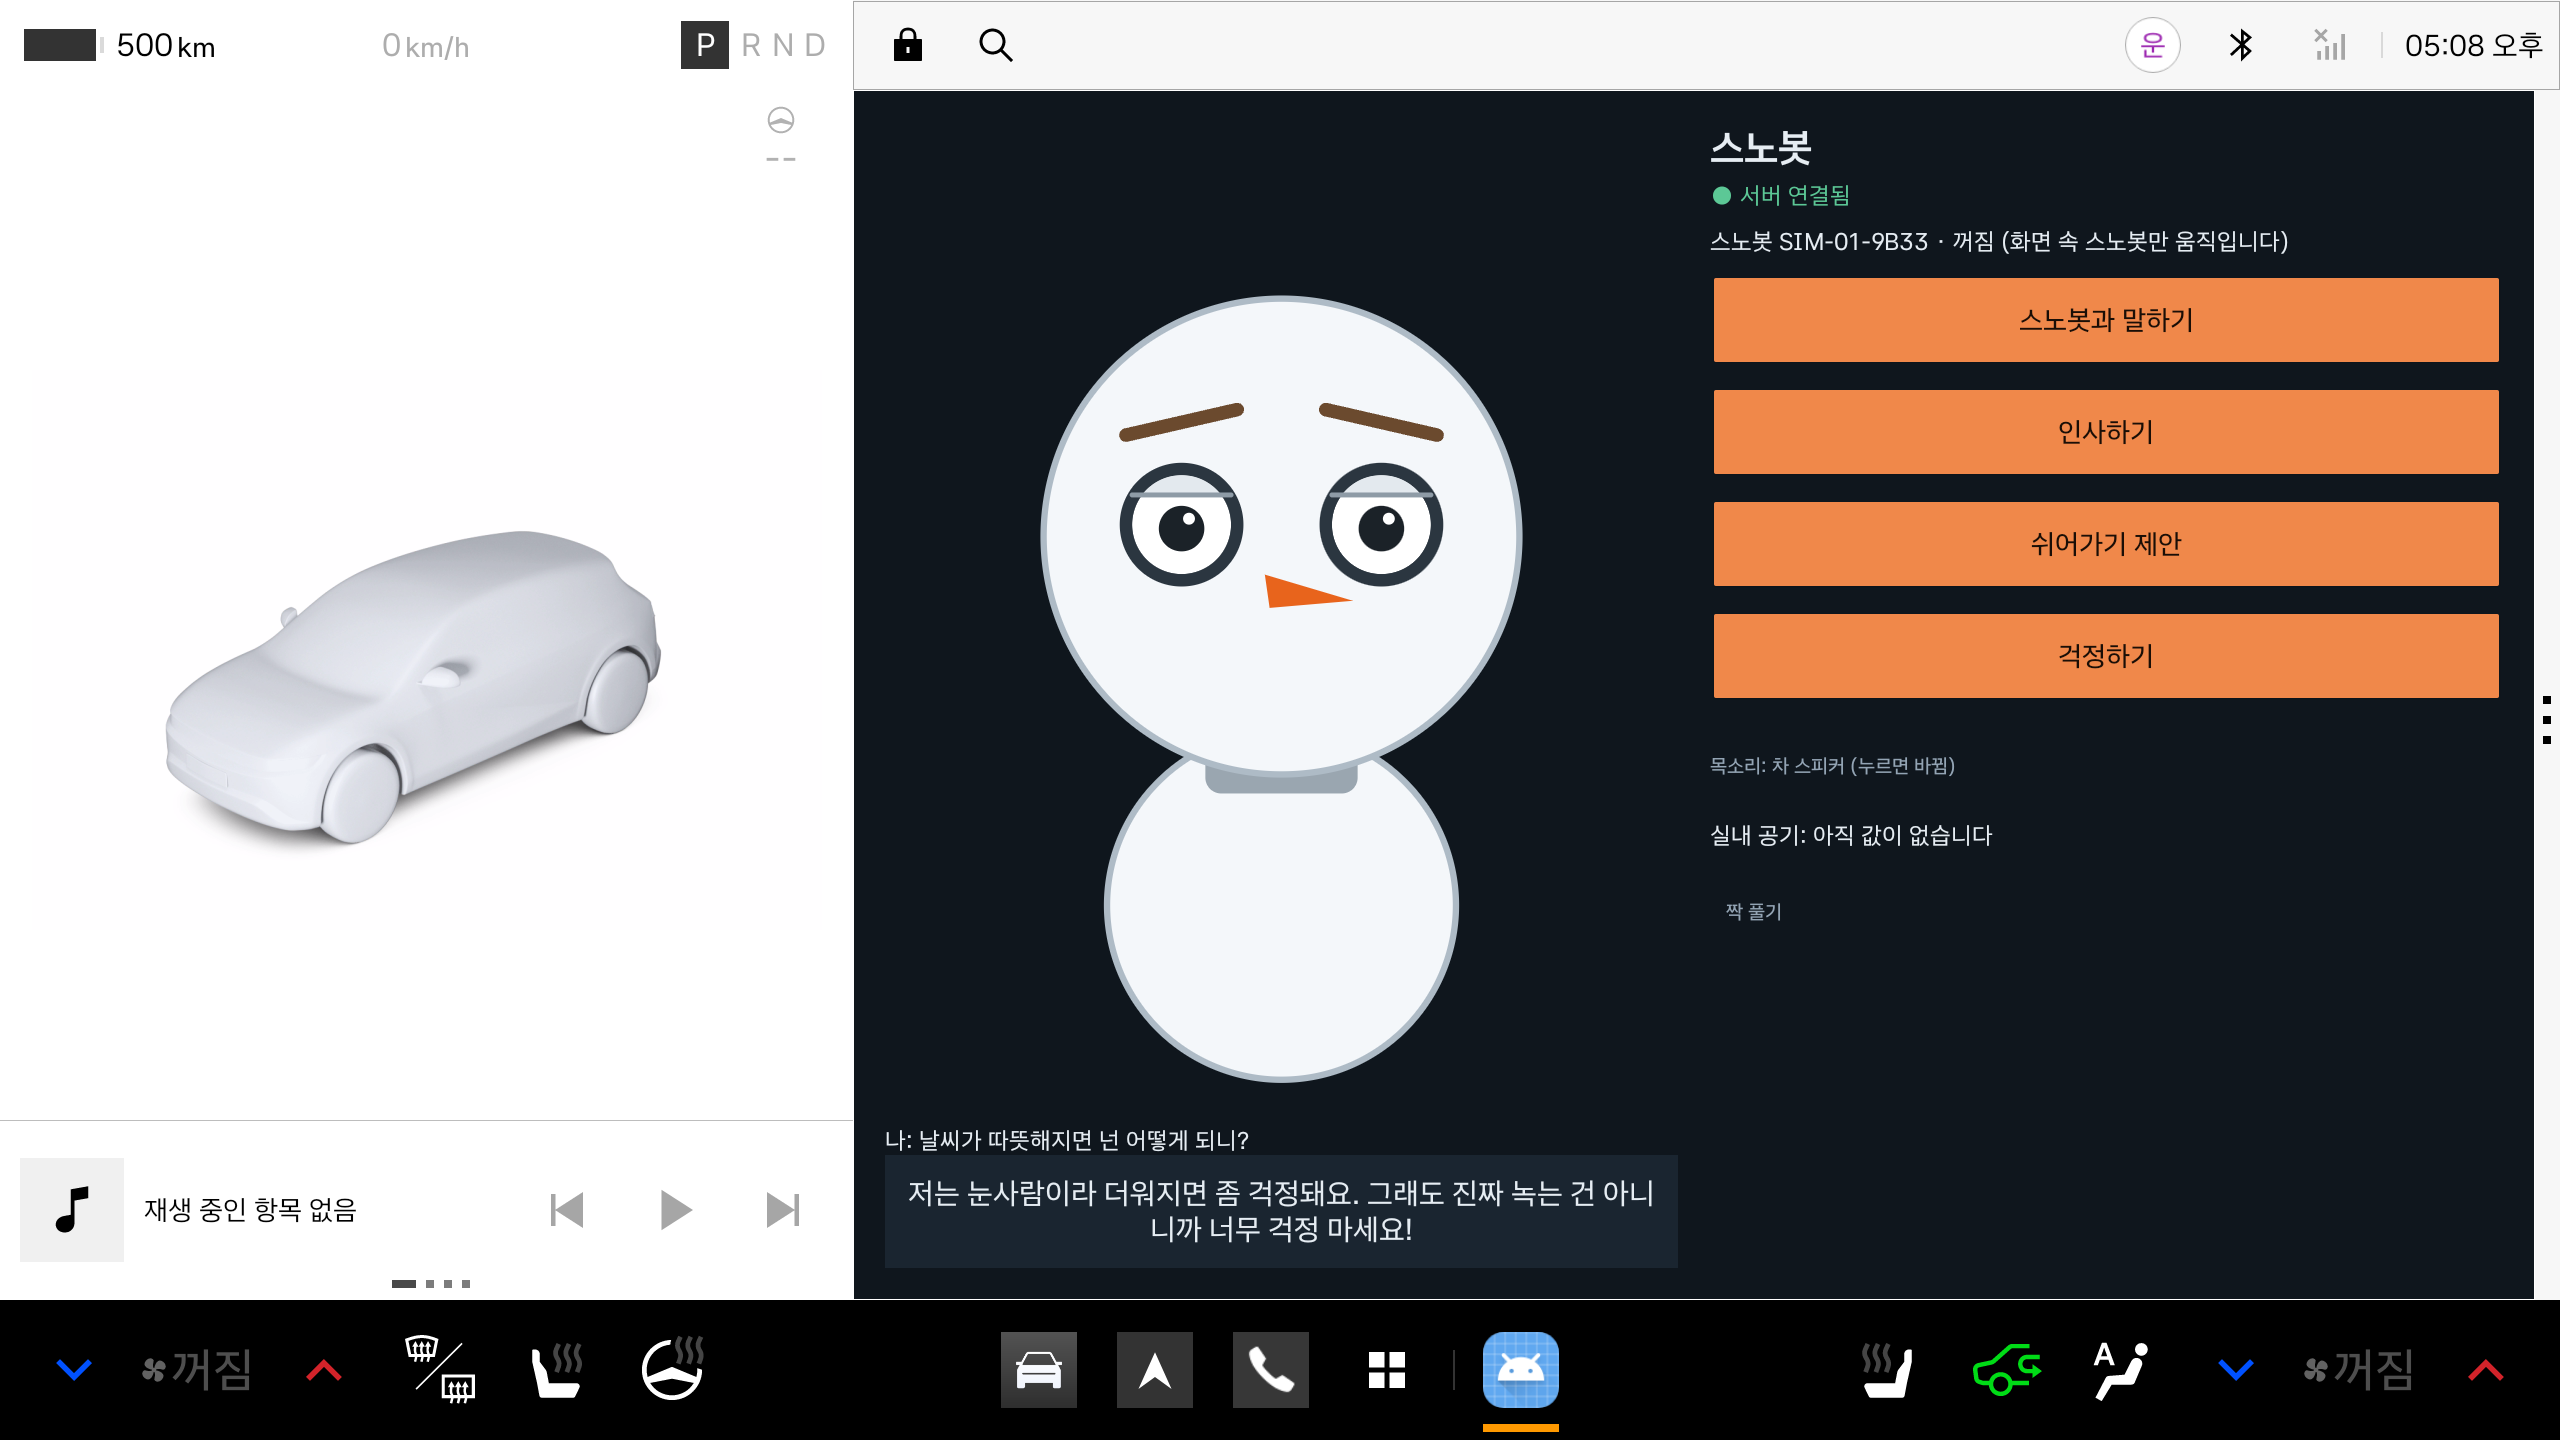 500 km
0 km/h
P R N D
운
05:08 오후
--
스노봇
서버 연결됨
스노봇 SIM-01-9B33 · 꺼짐 (화면 속 스노봇만 움직입니다)
스노봇과 말하기
인사하기
쉬어가기 제안
걱정하기
목소리: 차 스피커 (누르면 바뀜)
실내 공기: 아직 값이 없습니다
짝 풀기
나: 날씨가 따뜻해지면 넌 어떻게 되니?
저는 눈사람이라 더워지면 좀 걱정돼요. 그래도 진짜 녹는 건 아니
니까 너무 걱정 마세요!
재생 중인 항목 없음
꺼짐
A
꺼짐